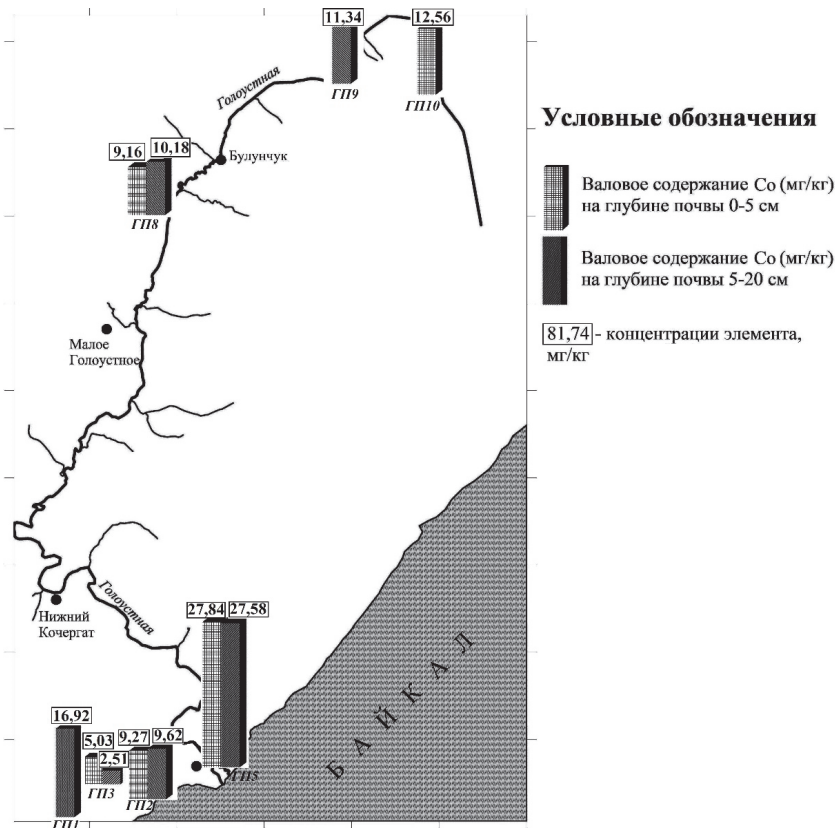 11,34
12,56
ГП9
ГП10
Голоустная
9,16
10,18
Булунчук
ГП8
Малое
Голоустное
Нижний
Кочергат
Голоустная
27,84
27,58
ГП5
16,92
5,03
2,51
9,27
9,62
ГП3
ГП2
ГП1
БАЙКАЛ
Условные обозначения
Валовое содержание Co (мг/кг)
на глубине почвы 0-5 см
Валовое содержание Co (мг/кг)
на глубине почвы 5-20 см
81,74 - концентрации элемента,
мг/кг